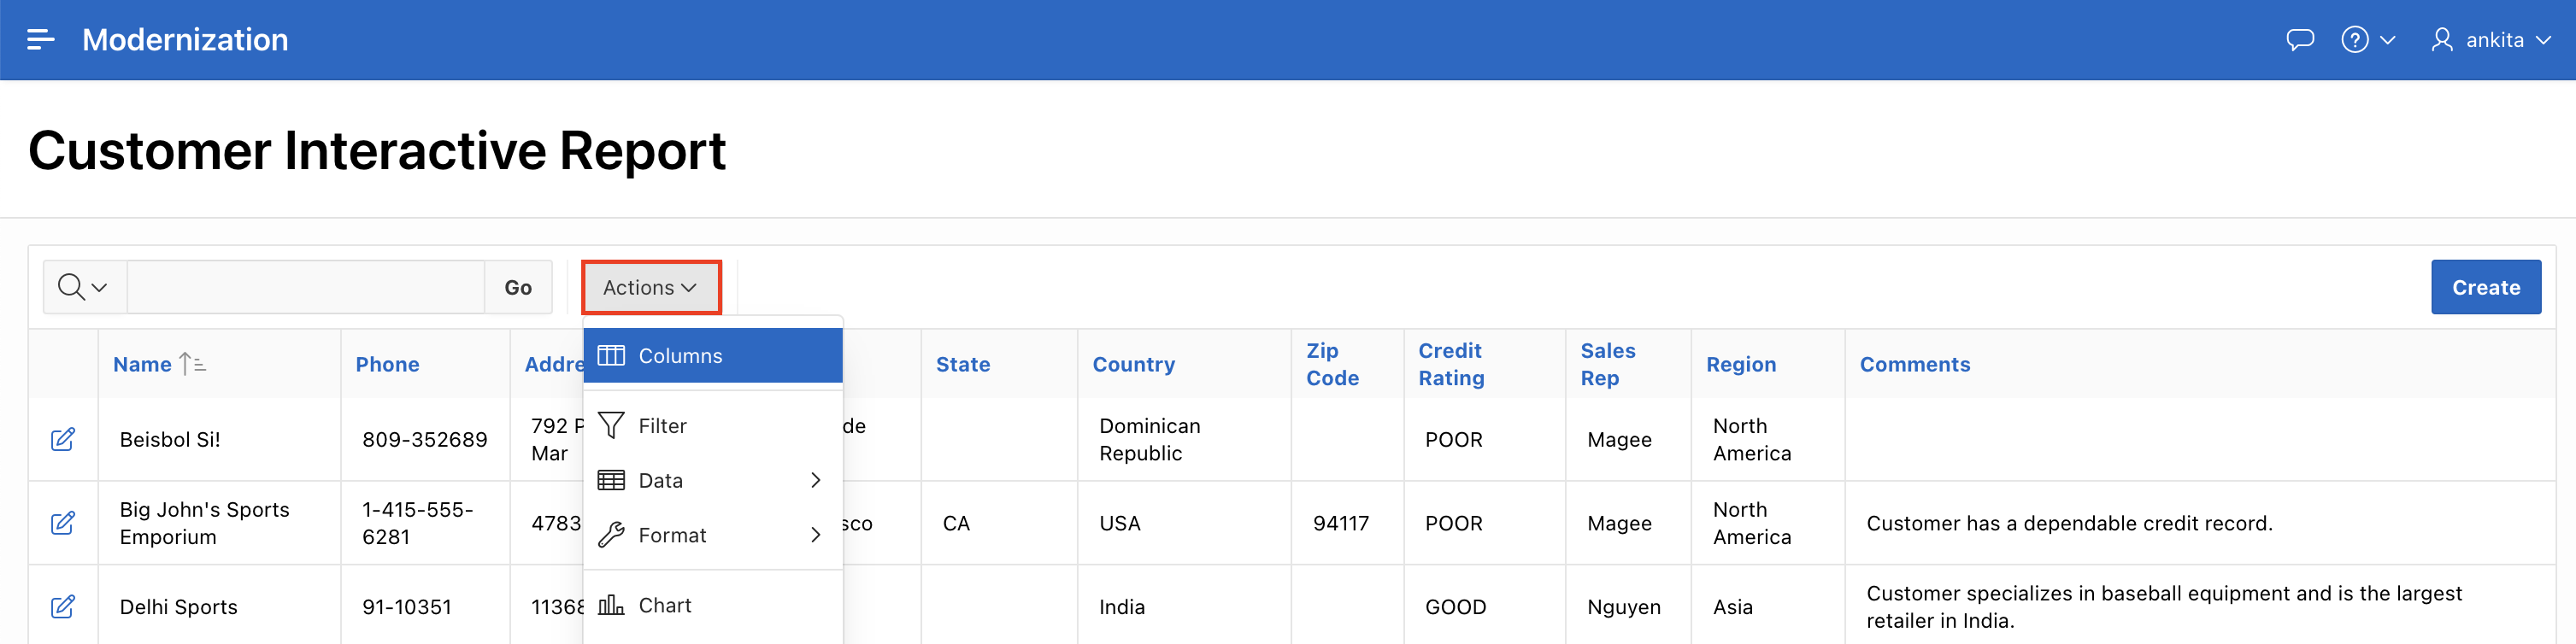 Modernization
ankita
Customer Interactive Report
Go
Actions
Create
Columns
Filter
Data
Format
Chart
Name Phone State Country Zip Code Credit Rating Sales Rep Region Comments
Beisbol Si! 809-352689 792 Mar de Dominican Republic POOR Magee North America
Big John's Sports Emporium 1-415-555-6281 4783 CA USA 94117 POOR Magee North America Customer has a dependable credit record.
Delhi Sports 91-10351 11368 India GOOD Nguyen Asia Customer specializes in baseball equipment and is the largest retailer in India.